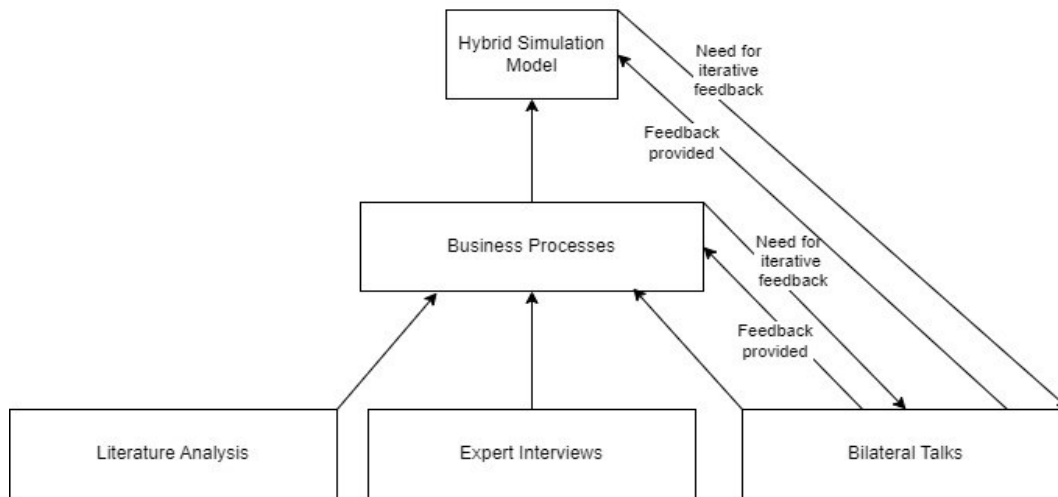 Hybrid Simulation
Model
Need for
iterative
feedback
Feedback
provided
Business Processes
Need for
iterative
feedback
Feedback
provided
Literature Analysis
Expert Interviews
Bilateral Talks